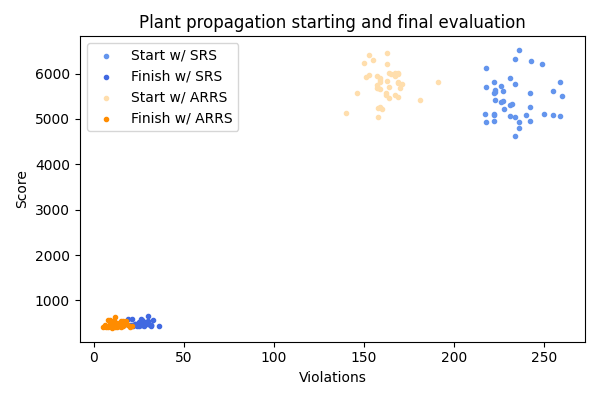 Plant propagation starting and final evaluation
Start w/ SRS
Finish w/ SRS
Start w/ ARRS
Finish w/ ARRS
Score
6000
5000
4000
3000
2000
1000
0 50 100 150 200 250
Violations